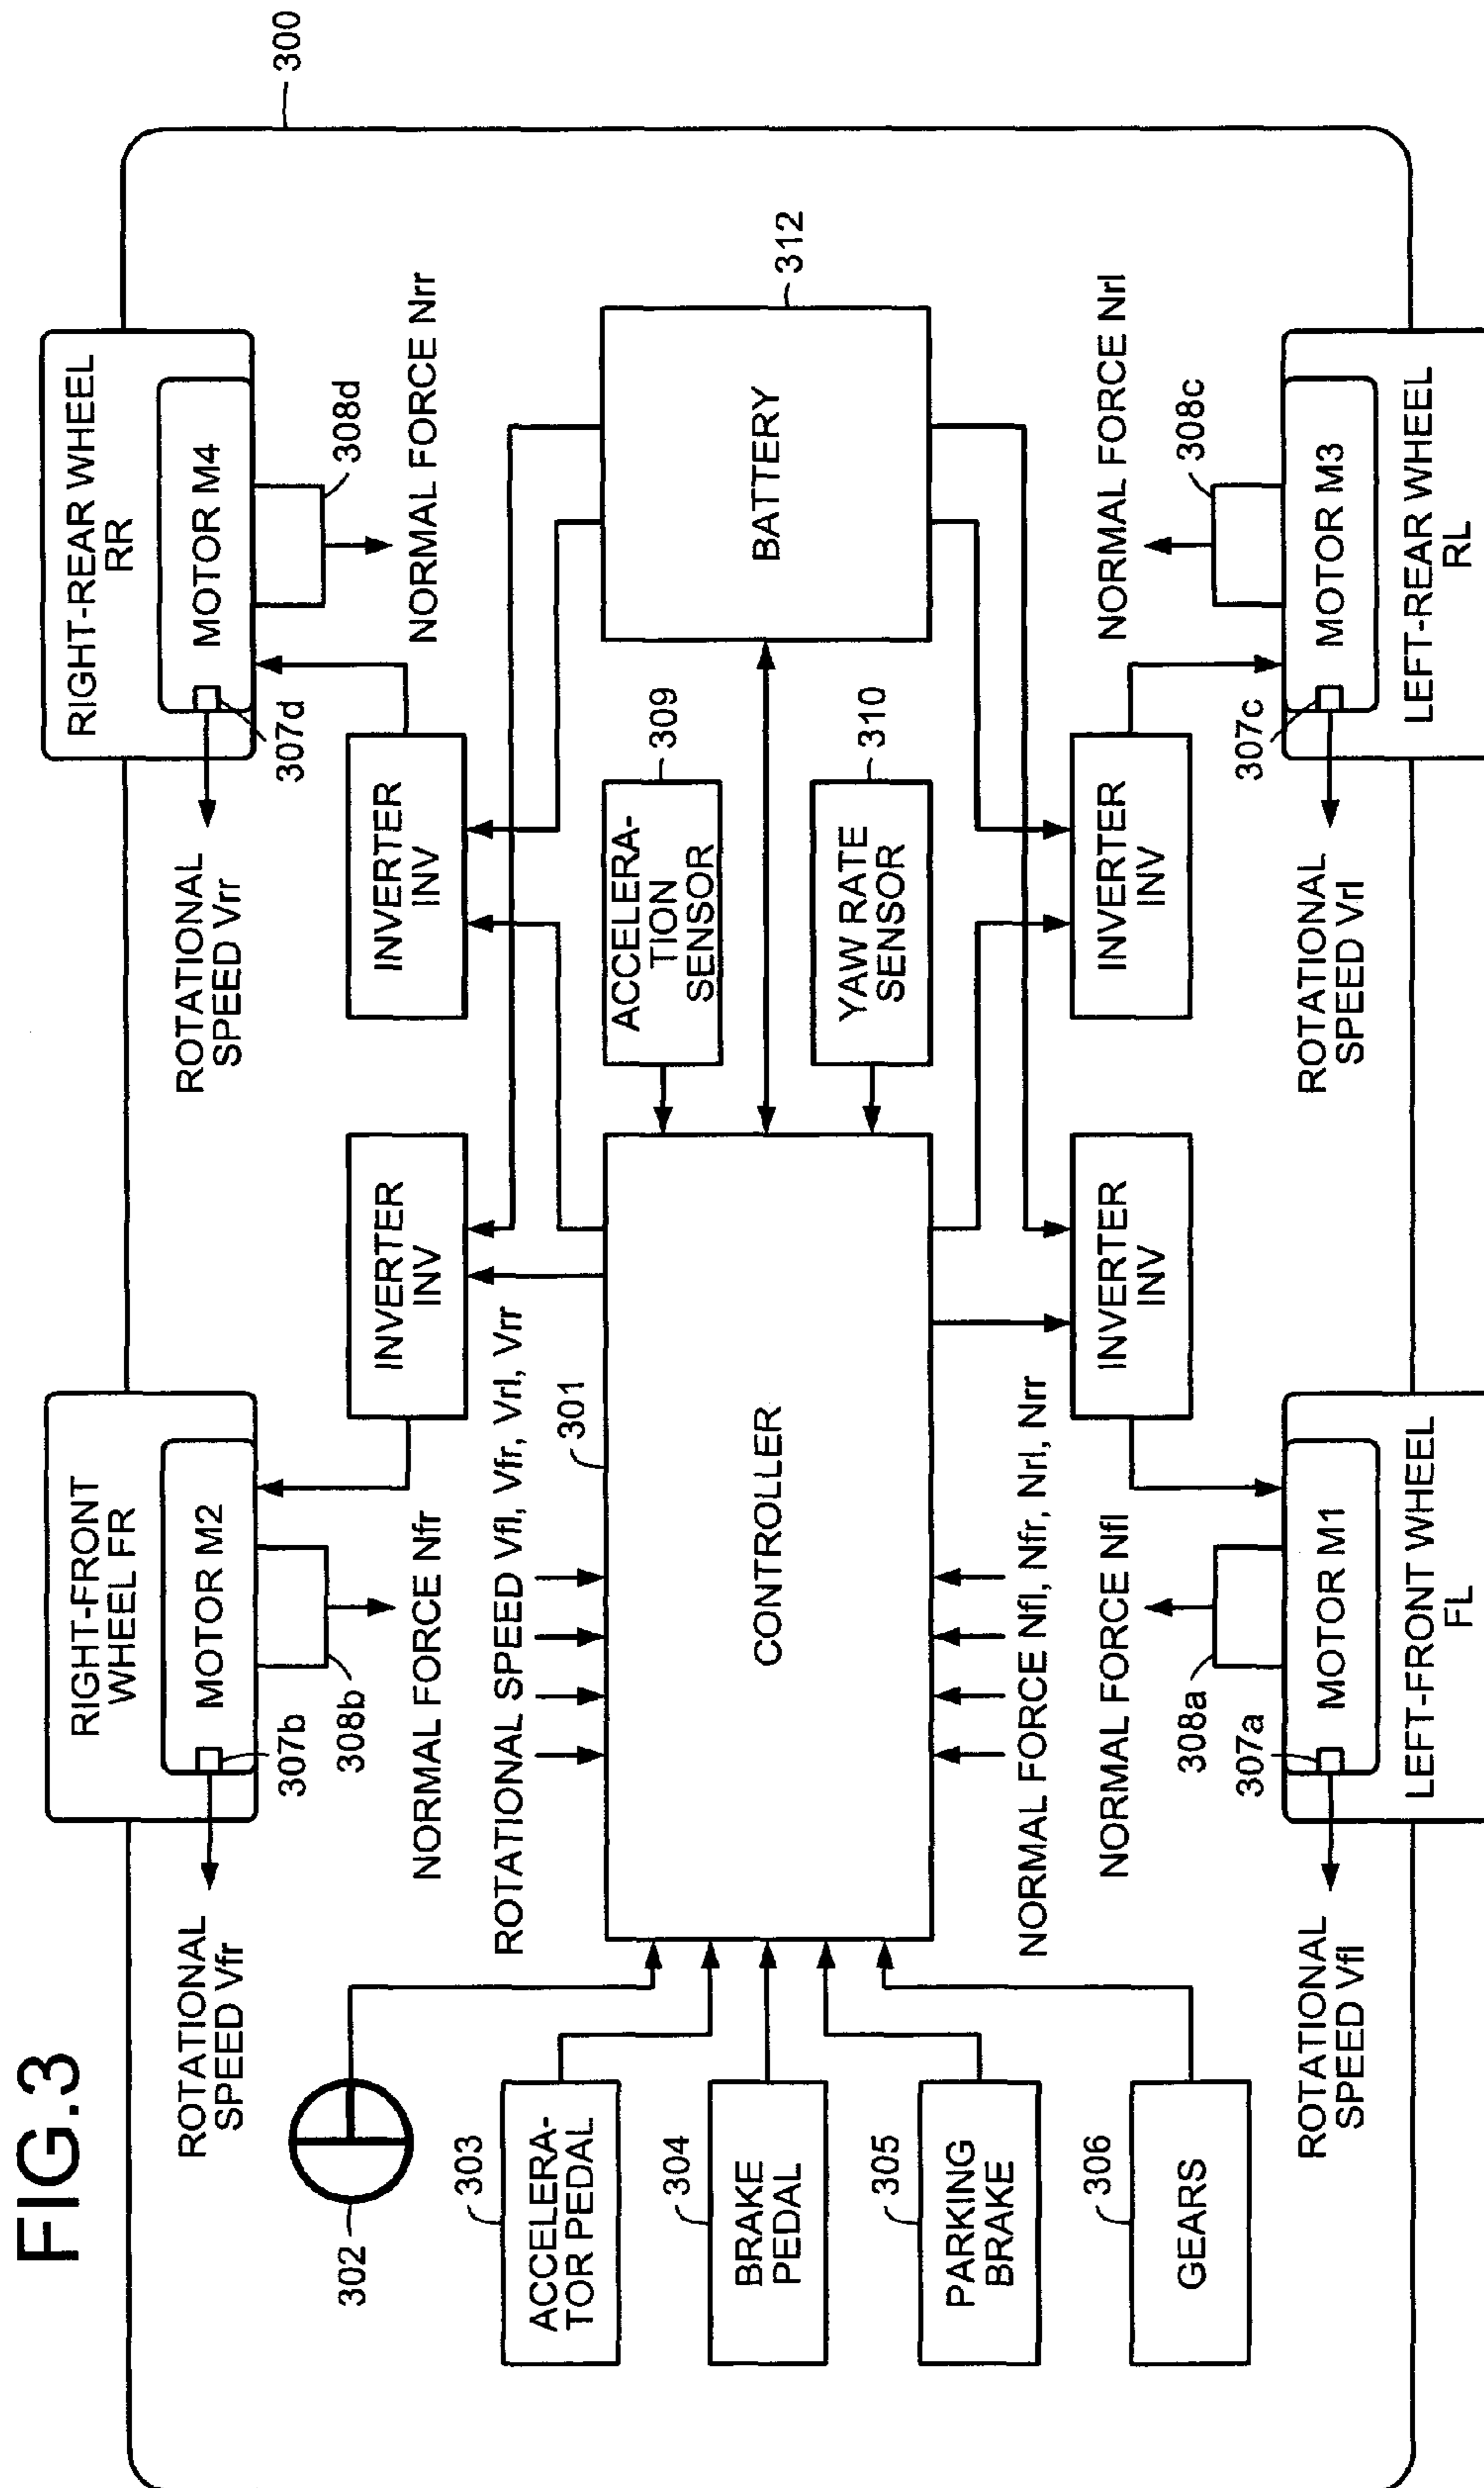 FIG.3
300
RIGHT-FRONT
WHEEL FR
MOTOR M2
307b
308b
ROTATIONAL
SPEED Vfr
NORMAL FORCE Nfr
RIGHT-REAR WHEEL
RR
MOTOR M4
307d
308d
ROTATIONAL
SPEED Vrr
NORMAL FORCE Nrr
INVERTER
INV
INVERTER
INV
302
303
ACCELERA-
TOR PEDAL
304
BRAKE
PEDAL
305
PARKING
BRAKE
306
GEARS
ROTATIONAL SPEED Vfl, Vfr, Vrl, Vrr
301
CONTROLLER
NORMAL FORCE Nfl, Nfr, Nrl, Nrr
ACCELERA-
TION
SENSOR
309
YAW RATE
SENSOR
310
BATTERY
312
INVERTER
INV
INVERTER
INV
NORMAL FORCE Nfl
308a
307a
MOTOR M1
LEFT-FRONT WHEEL
FL
ROTATIONAL
SPEED Vfl
NORMAL FORCE Nrl
308c
307c
MOTOR M3
LEFT-REAR WHEEL
RL
ROTATIONAL
SPEED Vrl